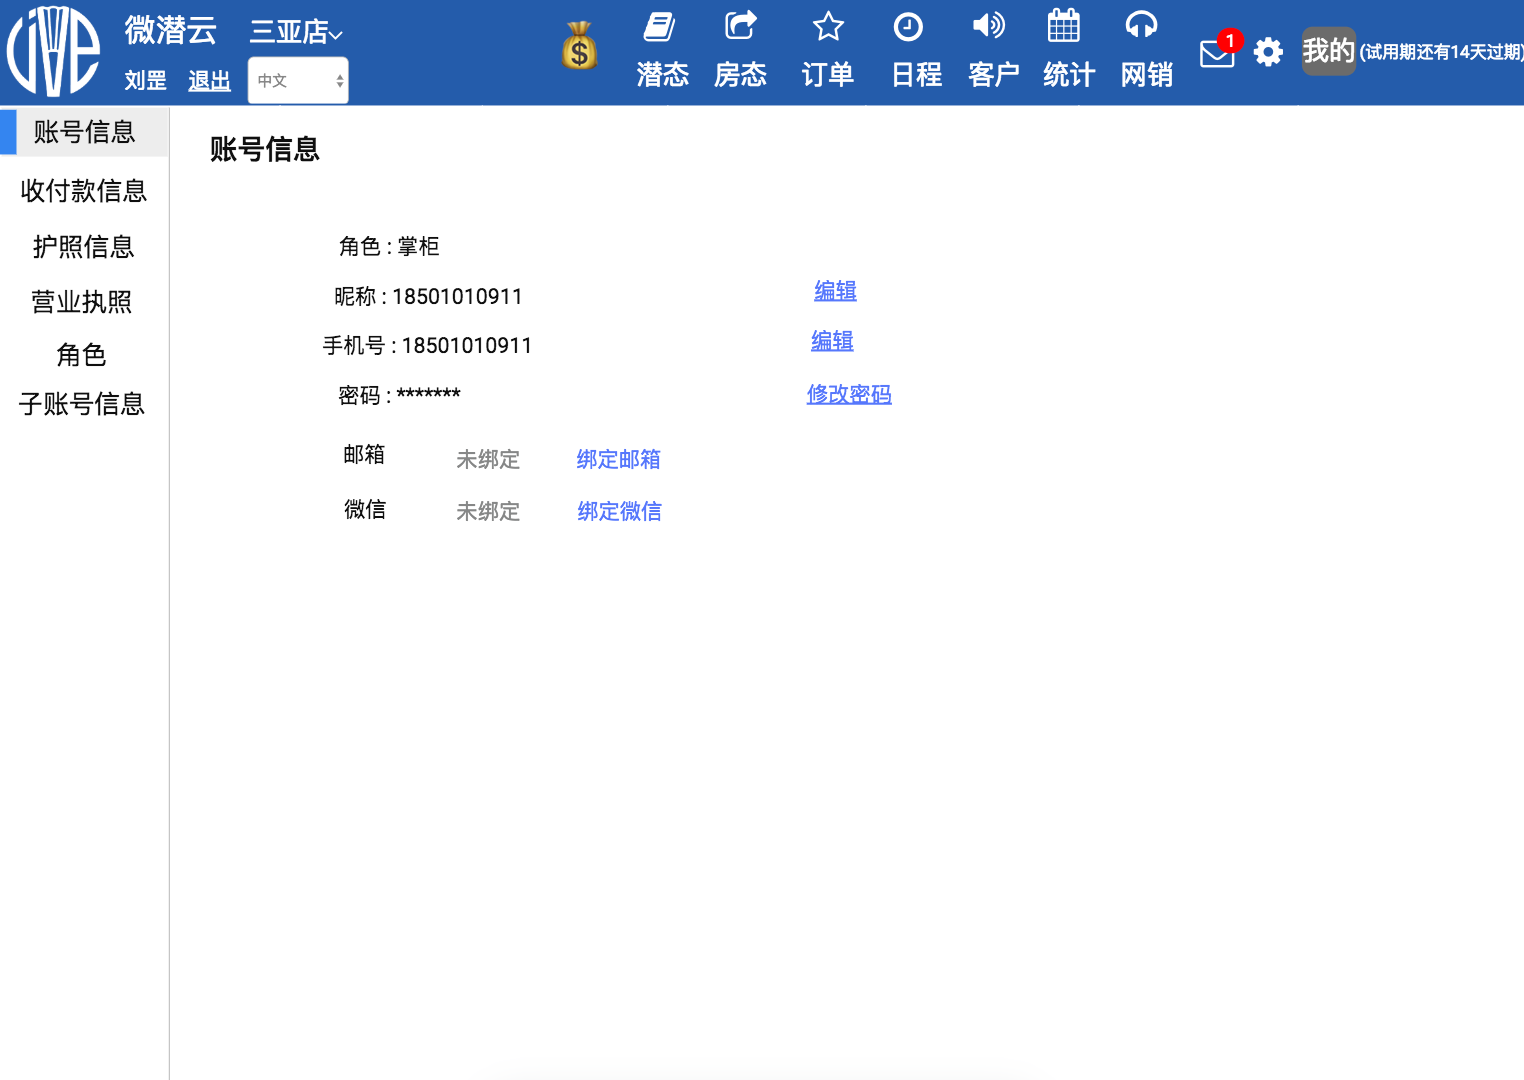 LIVE
微潜云
三亚店
刘罡
退出
中文
潜态
房态
订单
日程
客户
统计
网销
1
我的
(试用期还有14天过期)
账号信息
收付款信息
护照信息
营业执照
角色
子账号信息
账号信息
角色 : 掌柜
昵称 : 18501010911
编辑
手机号 : 18501010911
编辑
密码 : *******
修改密码
邮箱
未绑定
绑定邮箱
微信
未绑定
绑定微信